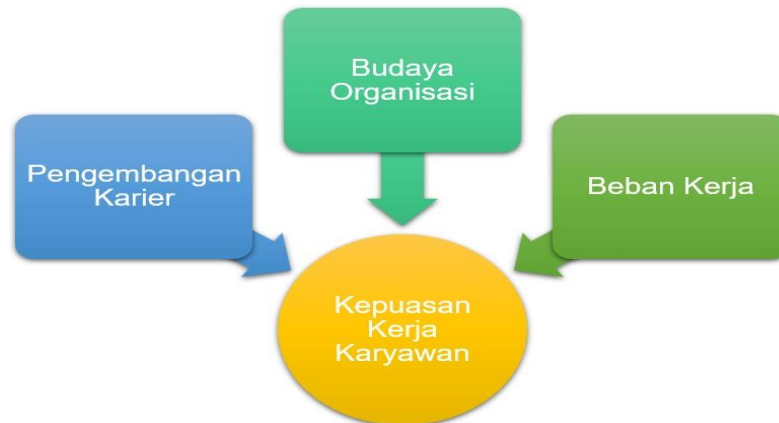 Budaya
Organisasi
Pengembangan
Karier
Beban Kerja
Kepuasan
Kerja
Karyawan